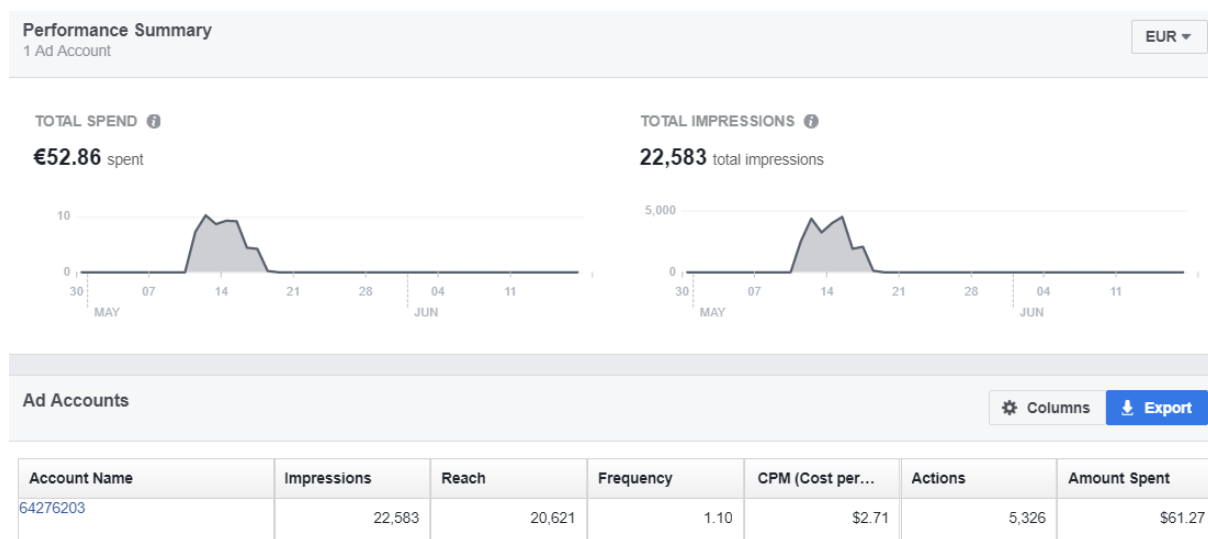 Performance Summary
1 Ad Account
EUR
TOTAL SPEND
€52.86 spent
10
0
30 07 14 21 28 04 11
MAY JUN
TOTAL IMPRESSIONS
22,583 total impressions
5,000
0
30 07 14 21 28 04 11
MAY JUN
Ad Accounts
Columns Export
Account Name Impressions Reach Frequency CPM (Cost per... Actions Amount Spent
64276203 22,583 20,621 1.10 $2.71 5,326 $61.27